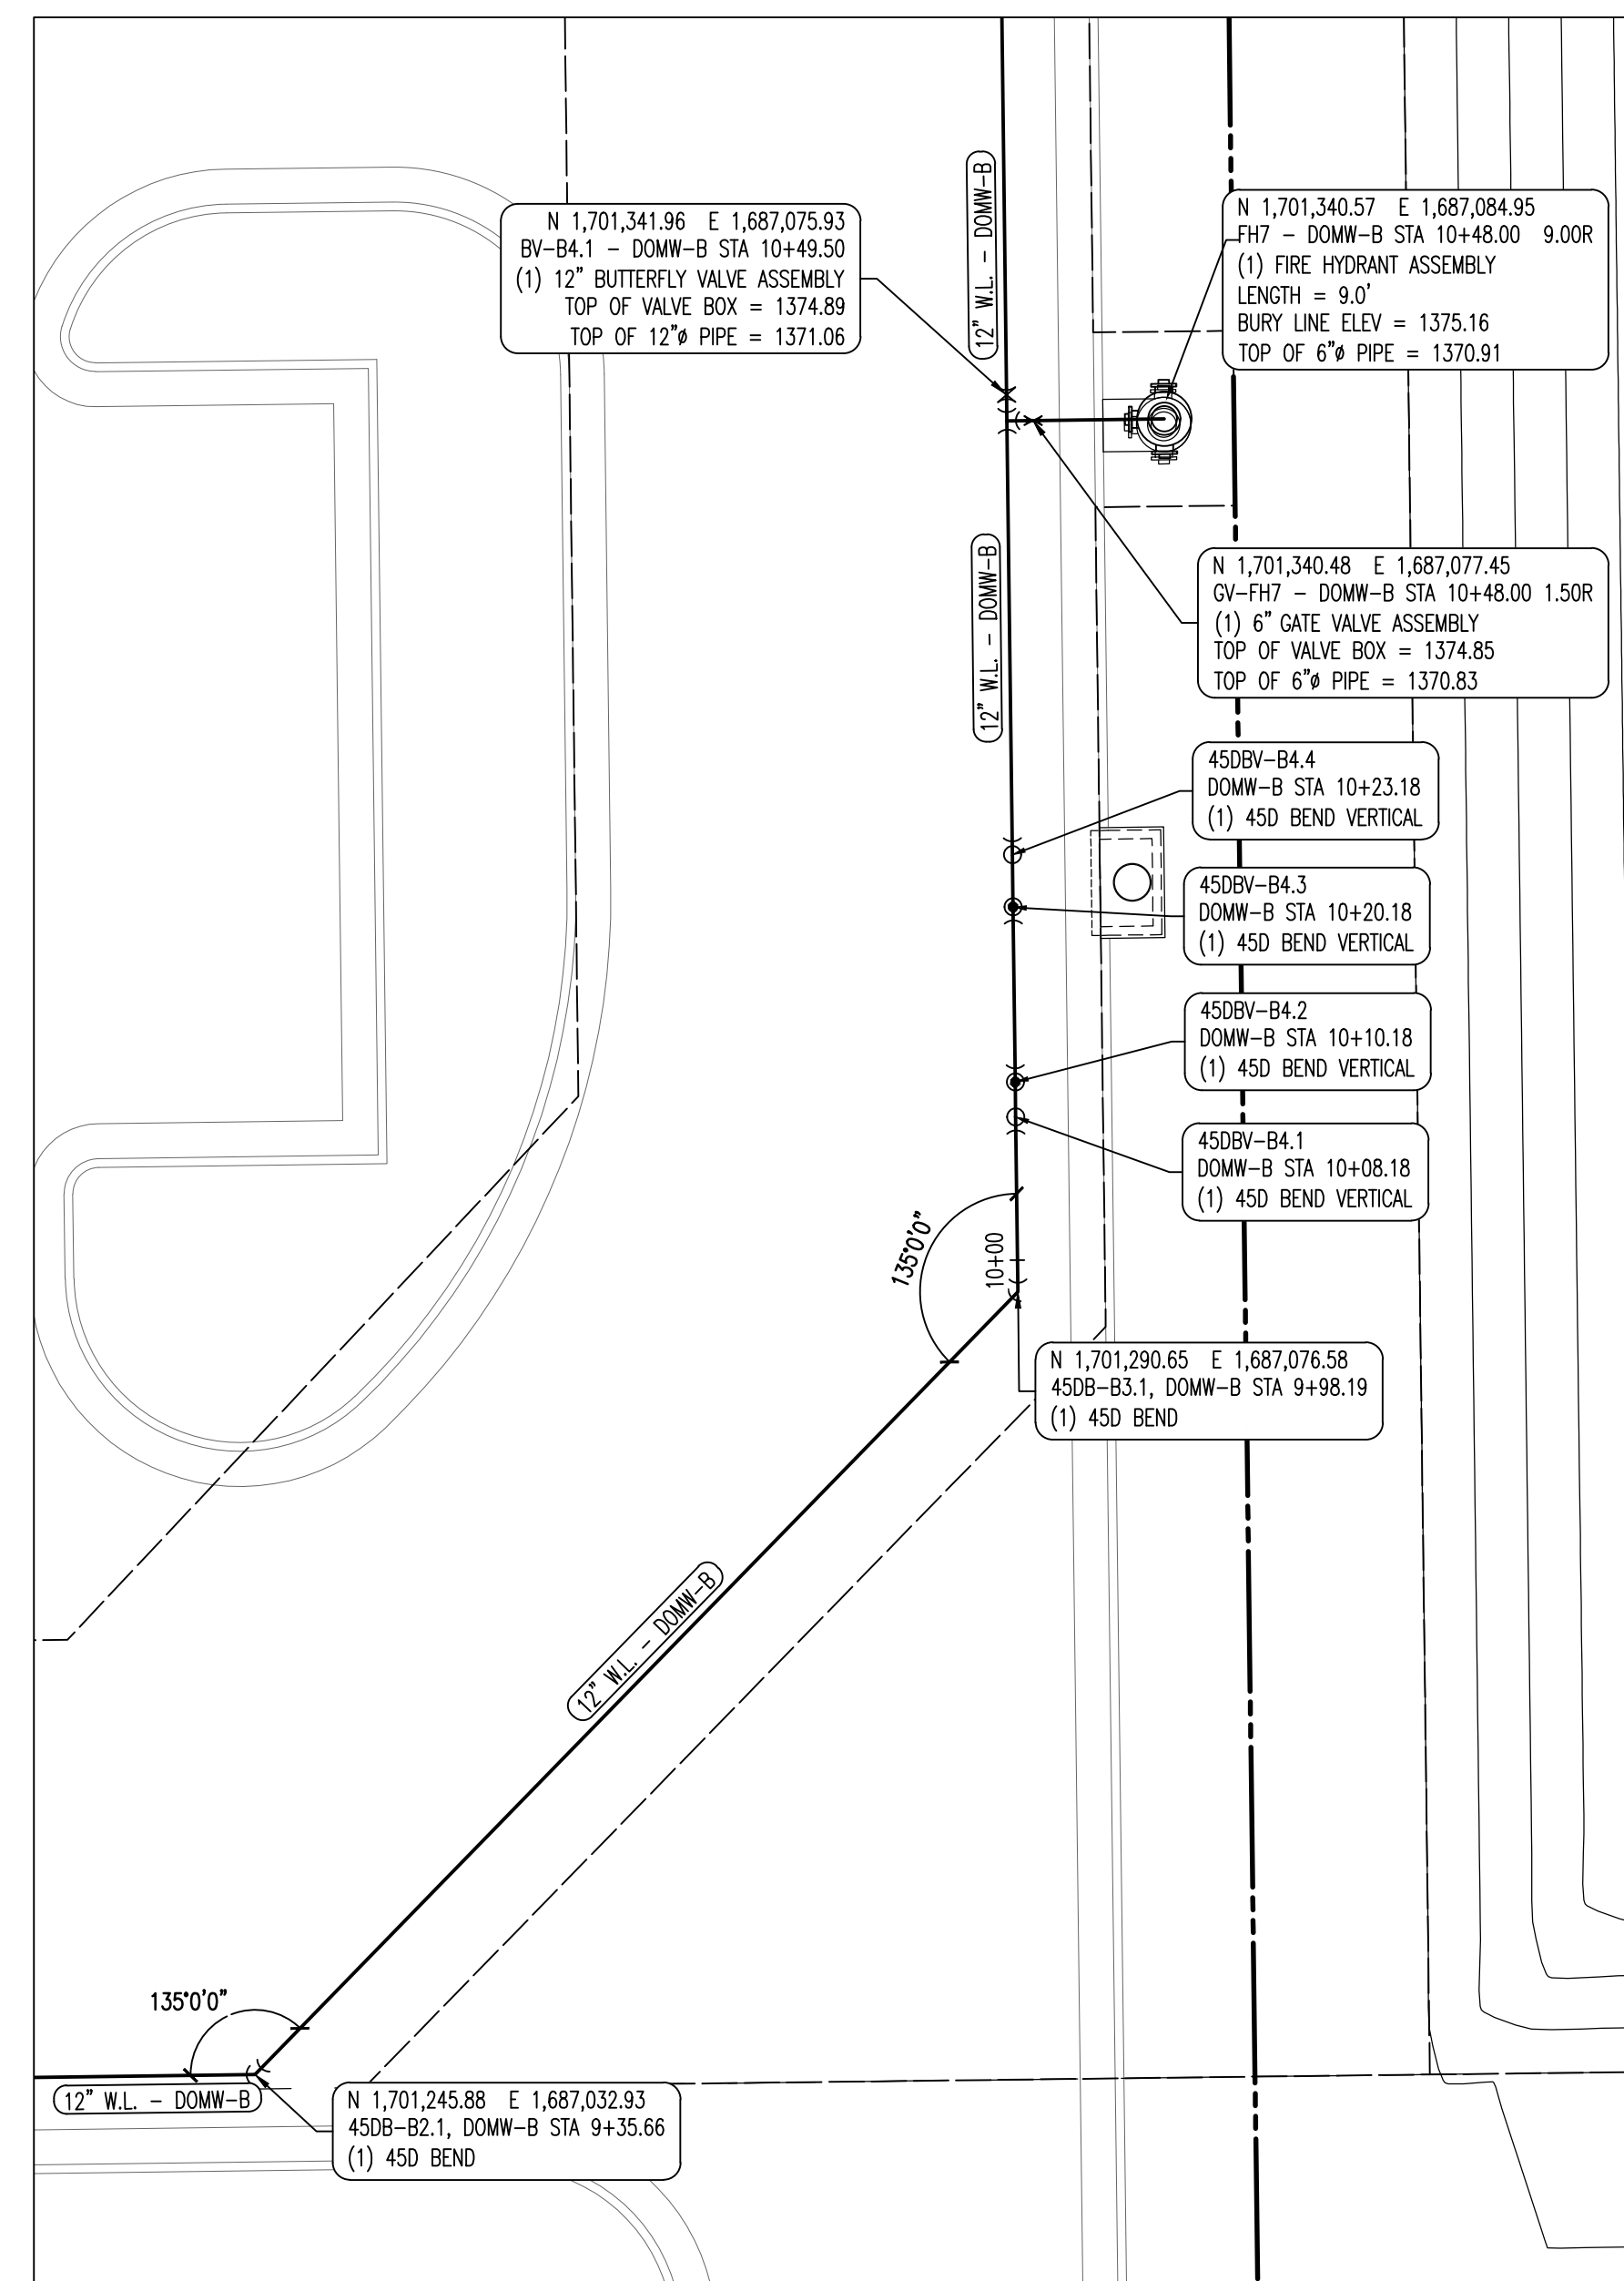 12" W.L. - DOMW-B
N 1,701,341.96 E 1,687,075.93
BV-B4.1 - DOMW-B STA 10+49.50
(1) 12" BUTTERFLY VALVE ASSEMBLY
TOP OF VALVE BOX = 1374.89
TOP OF 12"ø PIPE = 1371.06
N 1,701,340.57 E 1,687,084.95
FH7 - DOMW-B STA 10+48.00 9.00R
(1) FIRE HYDRANT ASSEMBLY
LENGTH = 9.0'
BURY LINE ELEV = 1375.16
TOP OF 6"ø PIPE = 1370.91
12" W.L. - DOMW-B
N 1,701,340.48 E 1,687,077.45
GV-FH7 - DOMW-B STA 10+48.00 1.50R
(1) 6" GATE VALVE ASSEMBLY
TOP OF VALVE BOX = 1374.85
TOP OF 6"ø PIPE = 1370.83
45DBV-B4.4
DOMW-B STA 10+23.18
(1) 45D BEND VERTICAL
45DBV-B4.3
DOMW-B STA 10+20.18
(1) 45D BEND VERTICAL
45DBV-B4.2
DOMW-B STA 10+10.18
(1) 45D BEND VERTICAL
45DBV-B4.1
DOMW-B STA 10+08.18
(1) 45D BEND VERTICAL
135°0'0"
10+00
N 1,701,290.65 E 1,687,076.58
45DB-B3.1, DOMW-B STA 9+98.19
(1) 45D BEND
12" W.L. - DOMW-B
135°0'0"
12" W.L. - DOMW-B
N 1,701,245.88 E 1,687,032.93
45DB-B2.1, DOMW-B STA 9+35.66
(1) 45D BEND